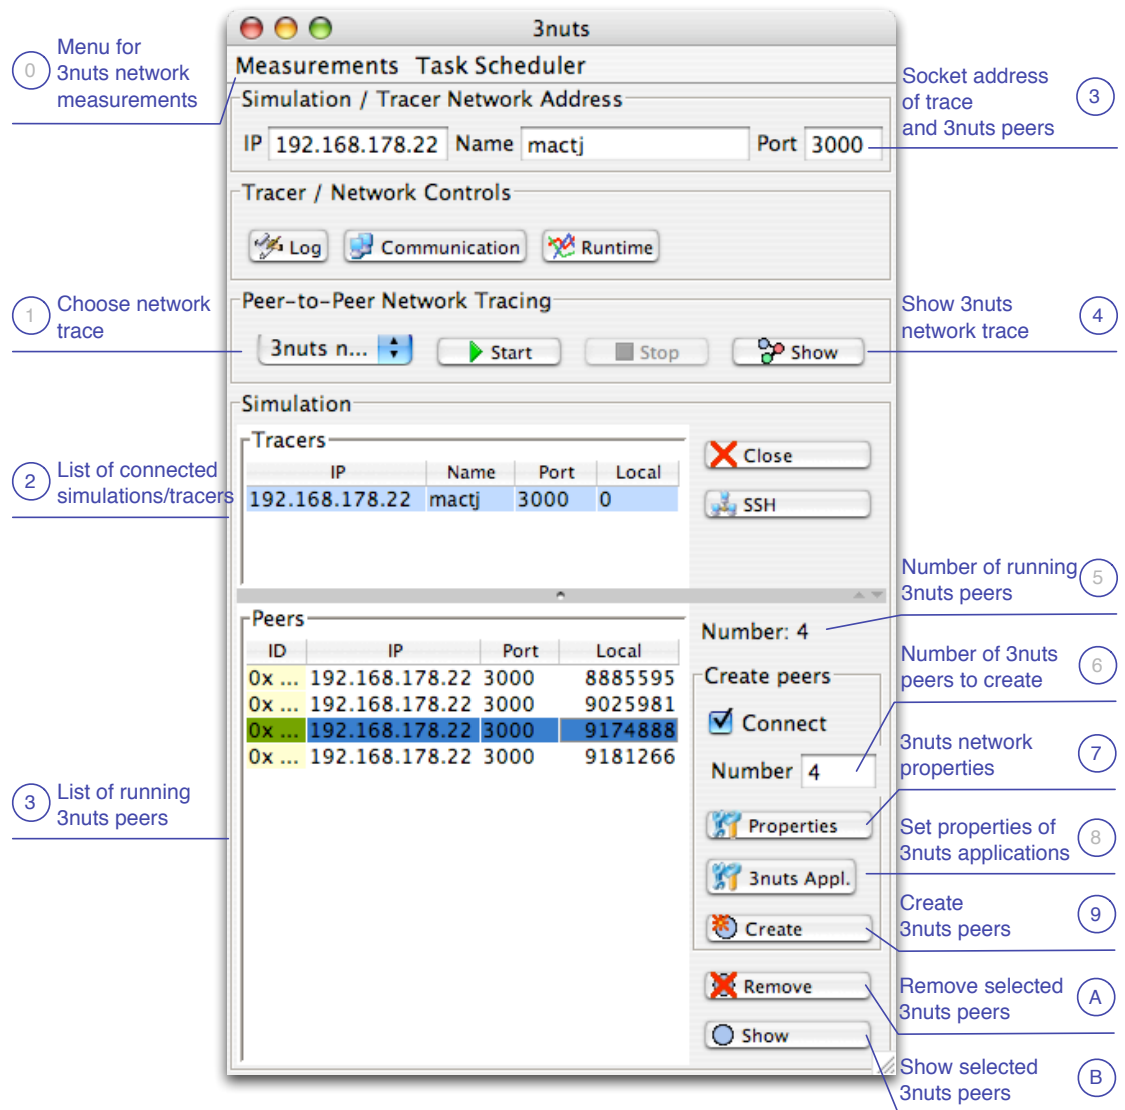 3nuts
Measurements Task Scheduler
Simulation / Tracer Network Address
IP 192.168.178.22 Name mactj Port 3000
Tracer / Network Controls
Log Communication Runtime
Peer-to-Peer Network Tracing
3nuts n... Start Stop Show
Simulation
Tracers
IP Name Port Local
192.168.178.22 mactj 3000 0
Close
SSH
Peers
ID IP Port Local
0x ... 192.168.178.22 3000 8885595
0x ... 192.168.178.22 3000 9025981
0x ... 192.168.178.22 3000 9174888
0x ... 192.168.178.22 3000 9181266
Number: 4
Create peers
Connect
Number 4
Properties
3nuts Appl.
Create
Remove
Show
0
Menu for
3nuts network
measurements
1
Choose network
trace
2
List of connected
simulations/tracers
3
List of running
3nuts peers
Socket address
of trace
and 3nuts peers
3
Show 3nuts
network trace
4
Number of running
3nuts peers
5
Number of 3nuts
peers to create
6
3nuts network
properties
7
Set properties of
3nuts applications
8
Create
3nuts peers
9
Remove selected
3nuts peers
A
Show selected
3nuts peers
B